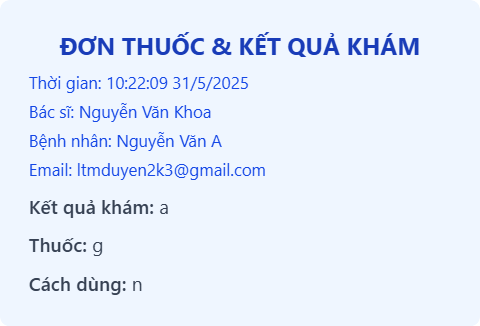 ĐƠN THUỐC & KẾT QUẢ KHÁM
Thời gian: 10:22:09 31/5/2025
Bác sĩ: Nguyễn Văn Khoa
Bệnh nhân: Nguyễn Văn A
Email: ltmduyen2k3@gmail.com
Kết quả khám: a
Thuốc: g
Cách dùng: n